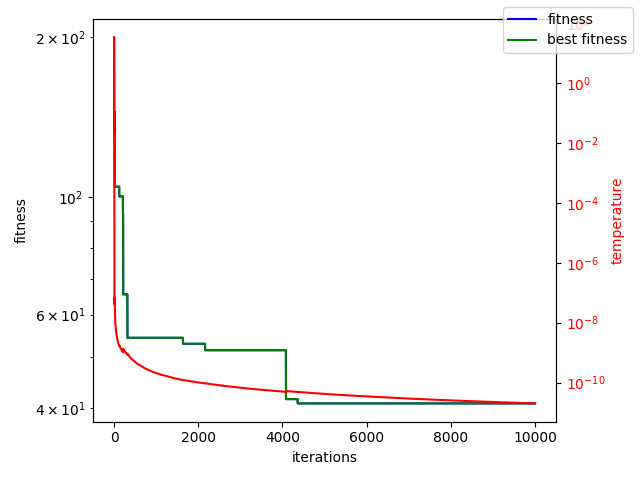 fitness
best fitness
2 × 10²
10²
6 × 10¹
4 × 10¹
fitness
10⁰
10⁻²
10⁻⁴
10⁻⁶
10⁻⁸
10⁻¹⁰
temperature
0
2000
4000
6000
8000
10000
iterations